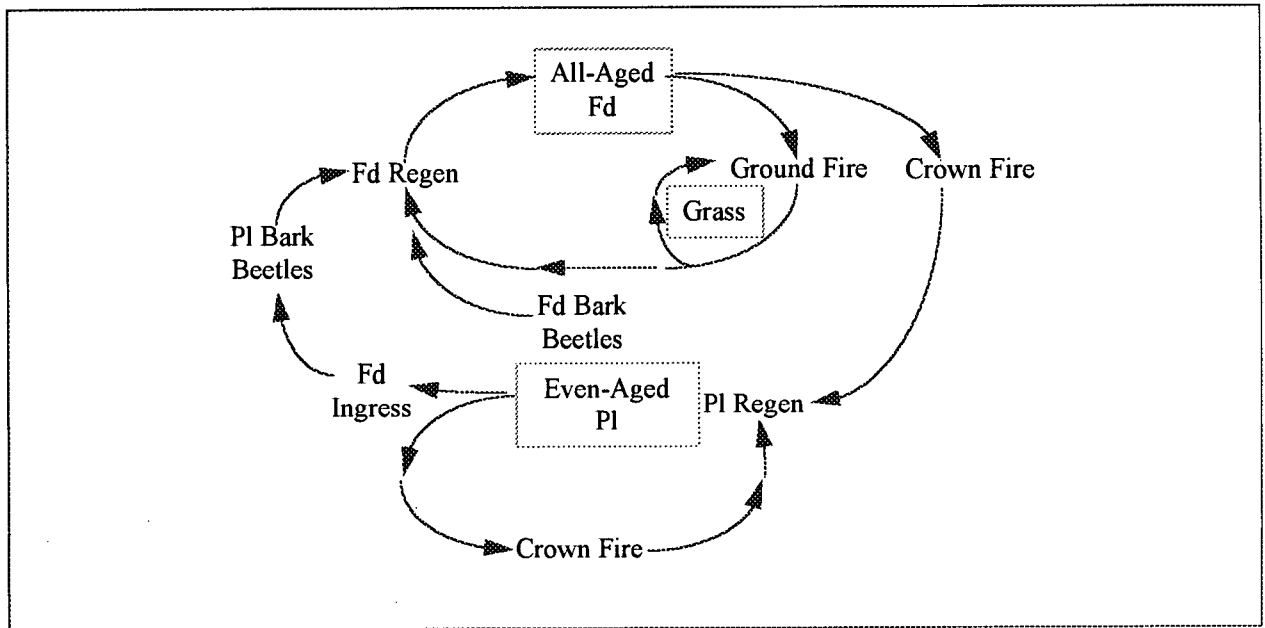 All-Aged
Fd
Fd Regen
Ground Fire
Crown Fire
Grass
Pl Bark
Beetles
Fd Bark
Beetles
Fd
Ingress
Even-Aged
Pl
Pl Regen
Crown Fire